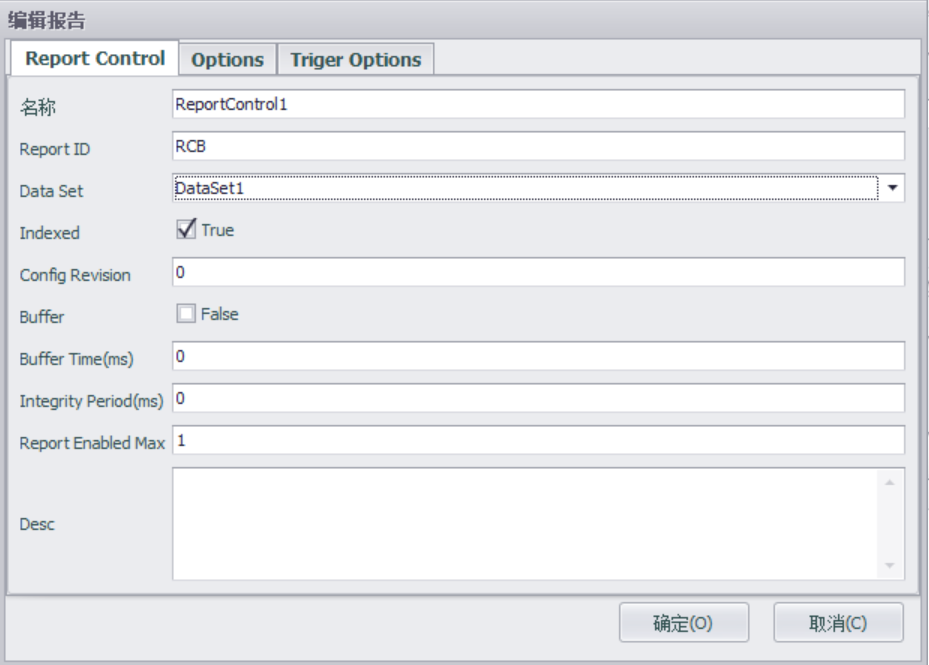 编辑报告
Report Control Options Triger Options
名称 ReportControl1
Report ID RCB
Data Set DataSet1
Indexed True
Config Revision 0
Buffer False
Buffer Time(ms) 0
Integrity Period(ms) 0
Report Enabled Max 1
Desc
确定(O) 取消(C)